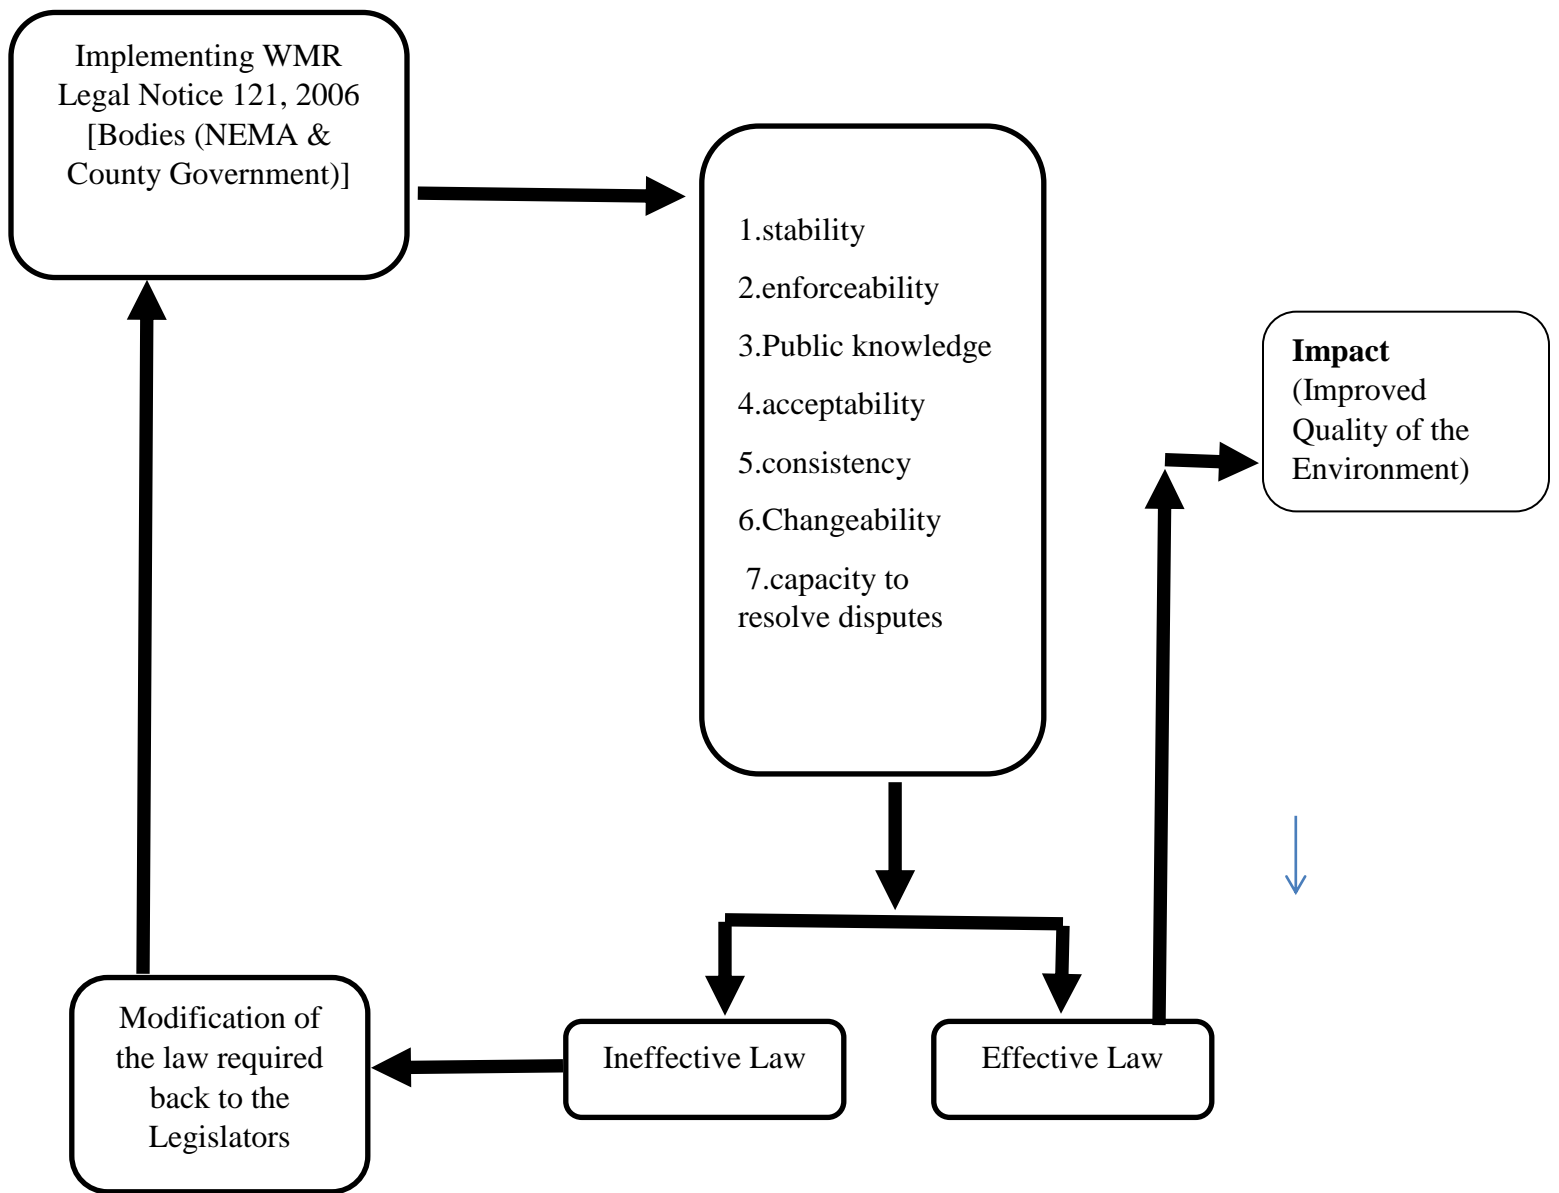 Implementing WMR
Legal Notice 121, 2006
[Bodies (NEMA &
County Government)]
1.stability
2.enforceability
3.Public knowledge
4.acceptability
5.consistency
6.Changeability
7.capacity to
resolve disputes
Impact
(Improved
Quality of the
Environment)
Modification of
the law required
back to the
Legislators
Ineffective Law
Effective Law